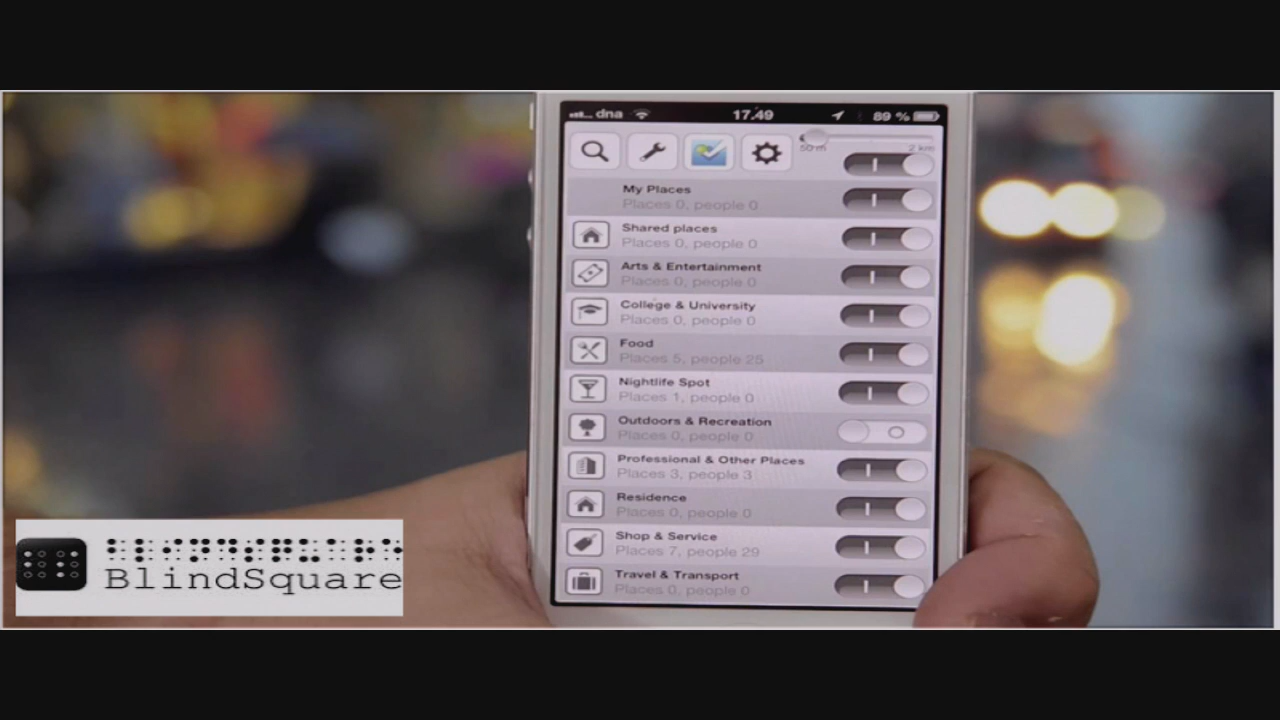 dna 17.49 89 %
50 m 2 km
My Places
Places 0, people 0
Shared places
Places 0, people 0
Arts & Entertainment
Places 0, people 0
College & University
Places 0, people 0
Food
Places 5, people 25
Nightlife Spot
Places 1, people 0
Outdoors & Recreation
Places 0, people 0
Professional & Other Places
Places 3, people 3
Residence
Places 0, people 0
Shop & Service
Places 7, people 29
Travel & Transport
Places 0, people 0
BlindSquare